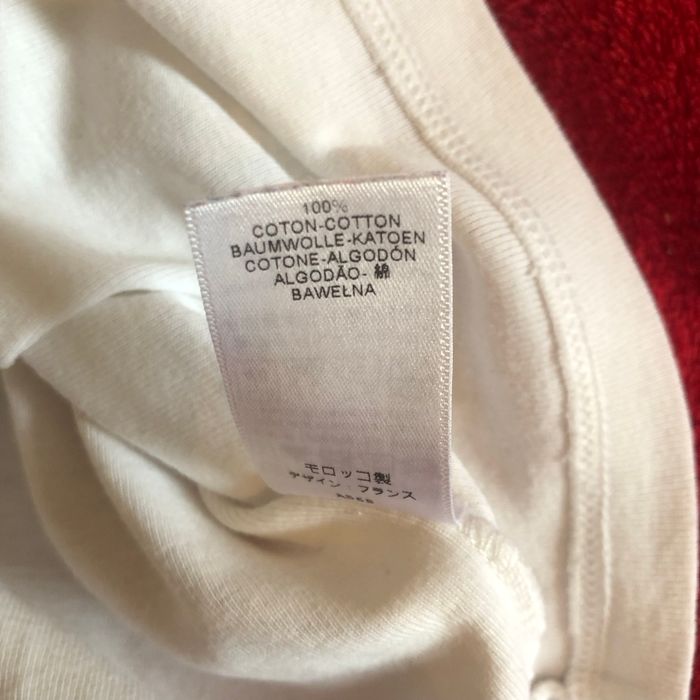 100%
COTON-COTTON
BAUMWOLLE-KATOEN
COTONE-ALGODÓN
ALGODÃO- 綿
BAWEŁNA
モロッコ製
デザイン・フランス